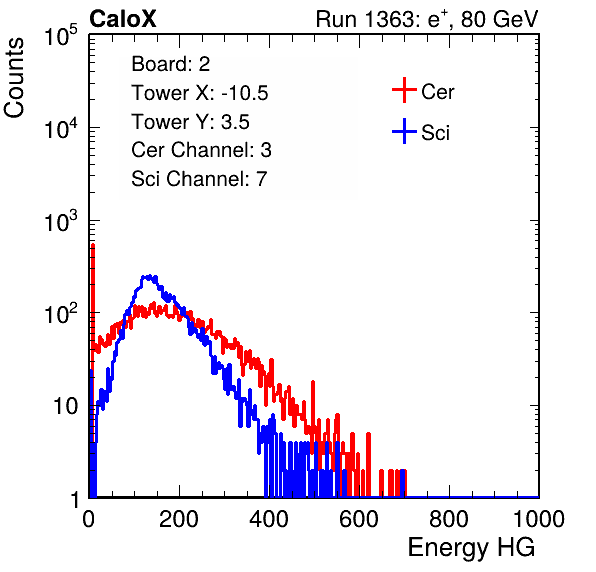 CaloX Run 1363: e⁺, 80 GeV
Counts
10⁵
10⁴
10³
10²
10
1
Board: 2
Tower X: -10.5
Tower Y: 3.5
Cer Channel: 3
Sci Channel: 7
Cer
Sci
0 200 400 600 800 1000
Energy HG